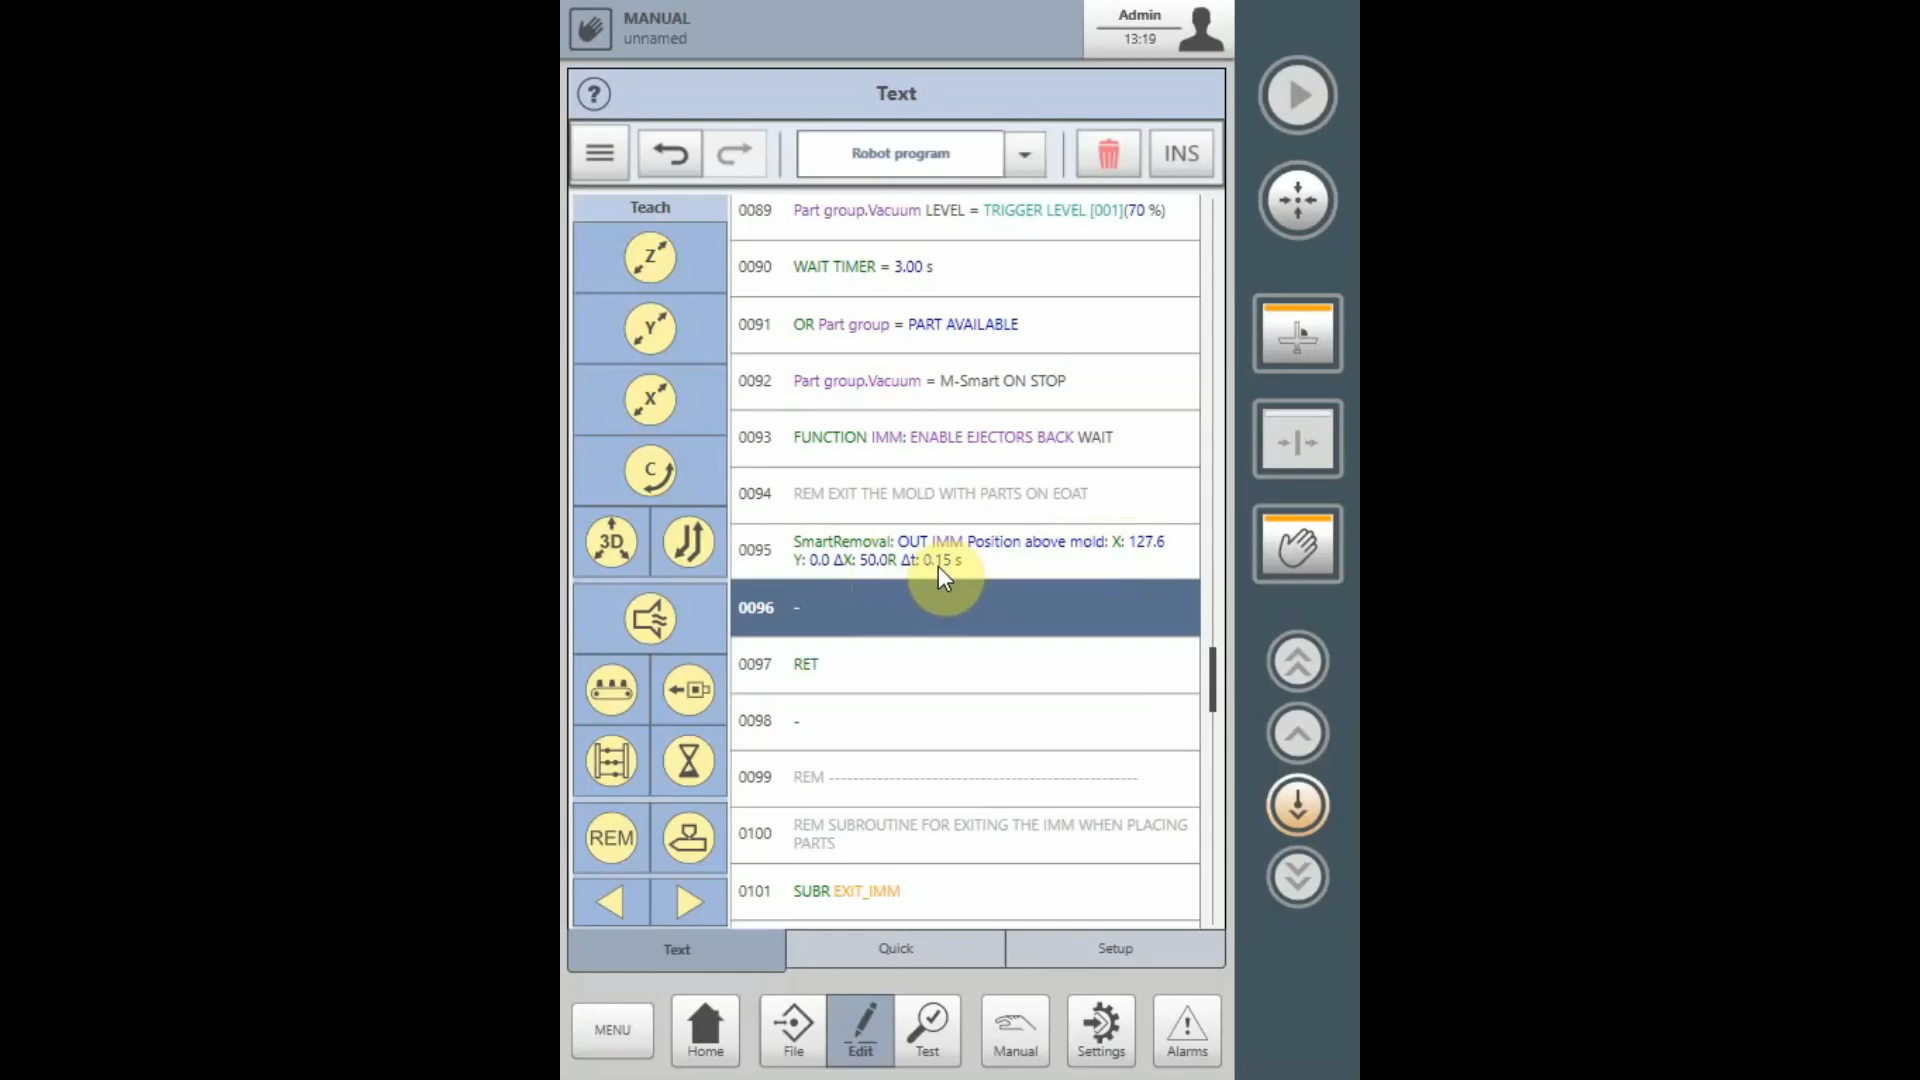 MANUAL
unnamed
Admin
13:19
?
Text
Robot program
INS
Teach
Z
Y
X
C
3D
REM
0089 Part group.Vacuum LEVEL = TRIGGER LEVEL [001](70 %)
0090 WAIT TIMER = 3.00 s
0091 OR Part group = PART AVAILABLE
0092 Part group.Vacuum = M-Smart ON STOP
0093 FUNCTION IMM: ENABLE EJECTORS BACK WAIT
0094 REM EXIT THE MOLD WITH PARTS ON EOAT
0095 SmartRemoval: OUT IMM Position above mold: X: 127.6
Y: 0.0 ΔX: 50.0R Δt: 0.15 s
0096 -
0097 RET
0098 -
0099 REM ---------------------------------------------------
0100 REM SUBROUTINE FOR EXITING THE IMM WHEN PLACING
PARTS
0101 SUBR EXIT_IMM
Text Quick Setup
MENU Home File Edit Test Manual Settings Alarms